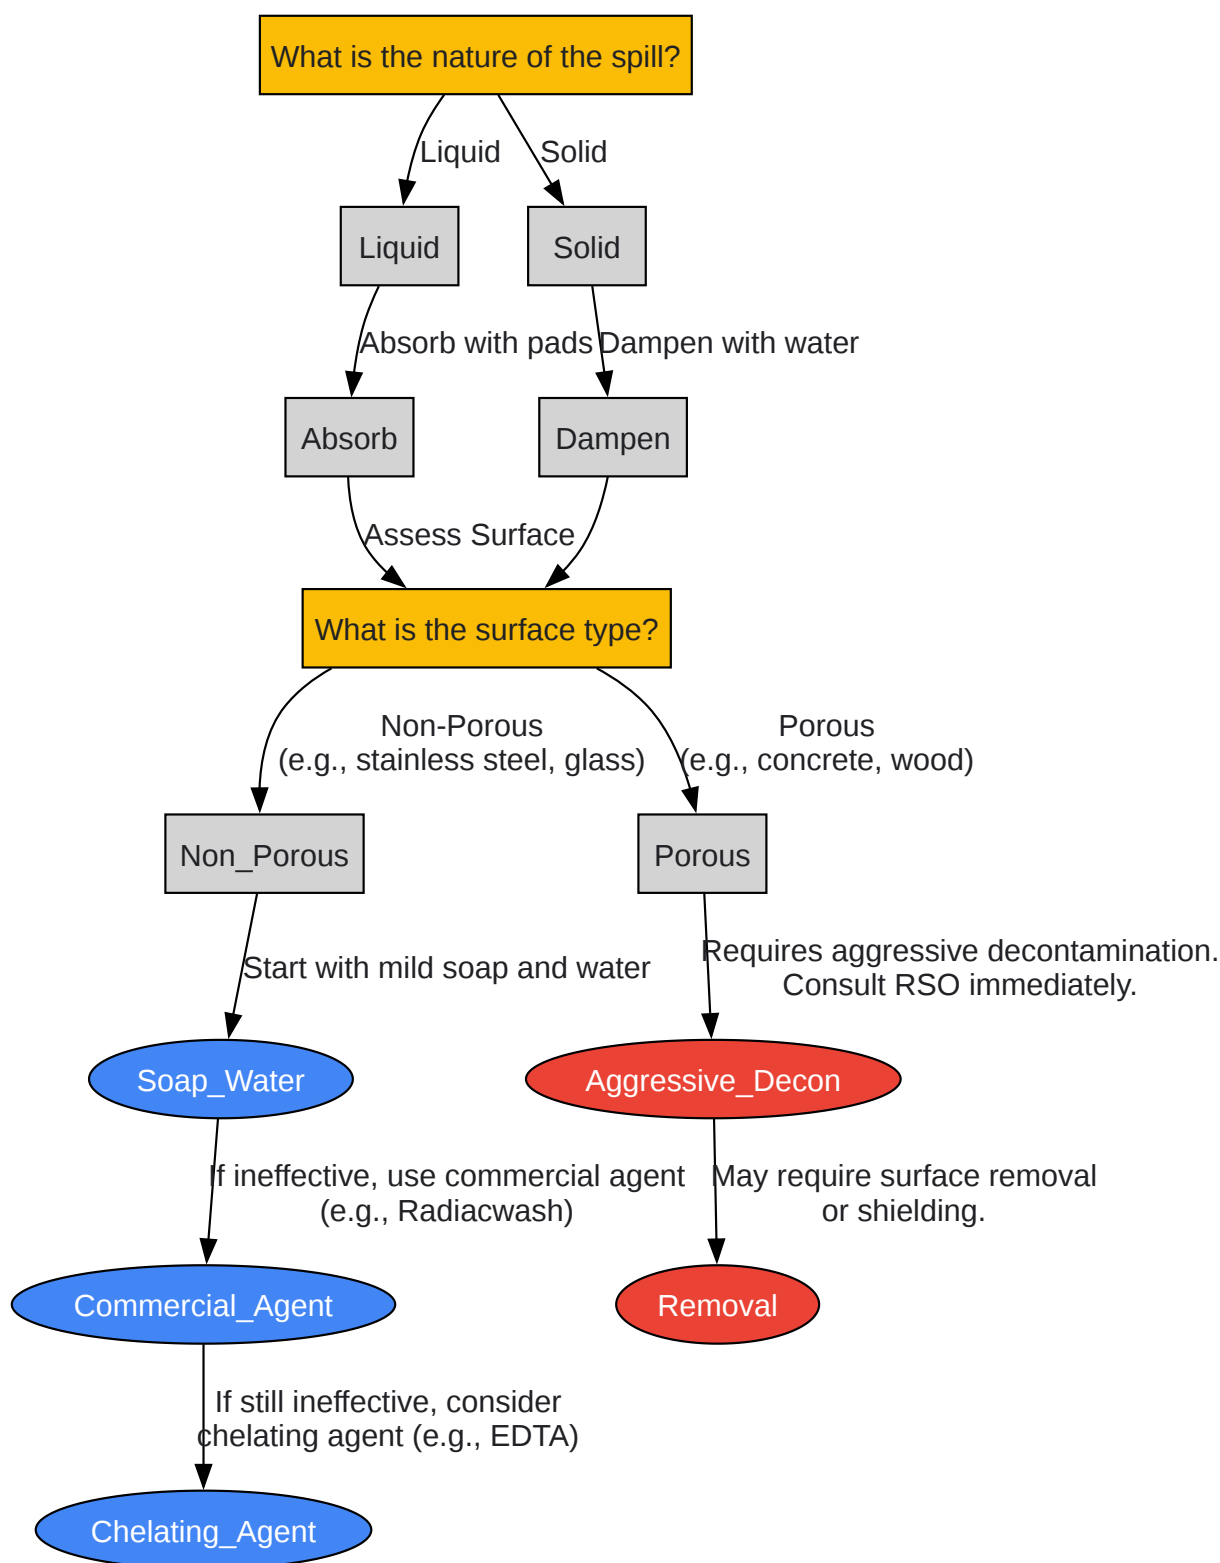 What is the nature of the spill?
Liquid
Solid
Liquid
Solid
Absorb with pads
Dampen with water
Absorb
Dampen
Assess Surface
What is the surface type?
Non-Porous
(e.g., stainless steel, glass)
Porous
(e.g., concrete, wood)
Non_Porous
Porous
Start with mild soap and water
Requires aggressive decontamination.
Consult RSO immediately.
Soap_Water
Aggressive_Decon
If ineffective, use commercial agent
(e.g., Radiacwash)
May require surface removal
or shielding.
Commercial_Agent
Removal
If still ineffective, consider
chelating agent (e.g., EDTA)
Chelating_Agent